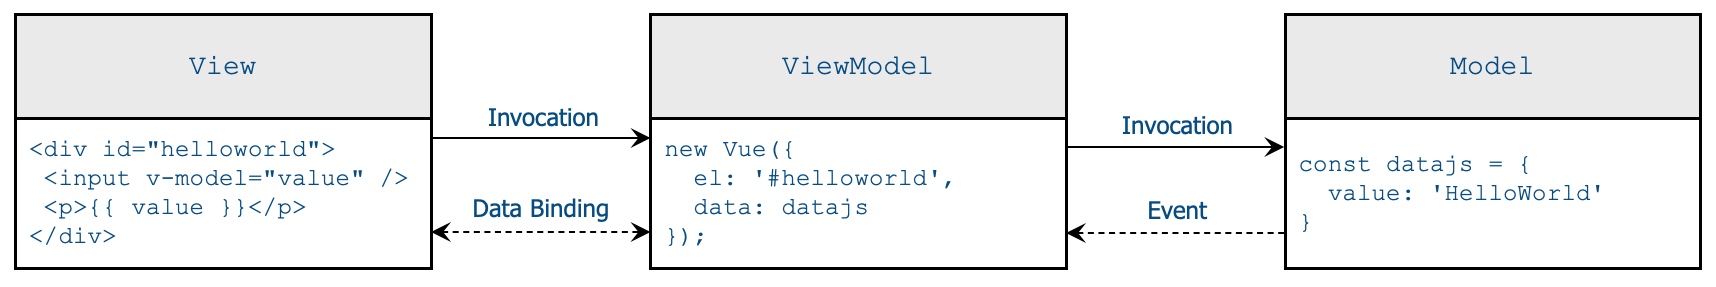 View
<div id="helloworld">
 <input v-model="value" />
 <p>{{ value }}</p>
</div>
Invocation
Data Binding
ViewModel
new Vue({
  el: '#helloworld',
  data: datajs
});
Invocation
Event
Model
const datajs = {
  value: 'HelloWorld'
}